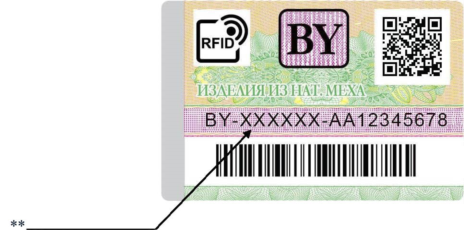 RFID
BY
ИЗДЕЛИЯ ИЗ НАТ. МЕХА
BY-XXXXXX-AA12345678
**